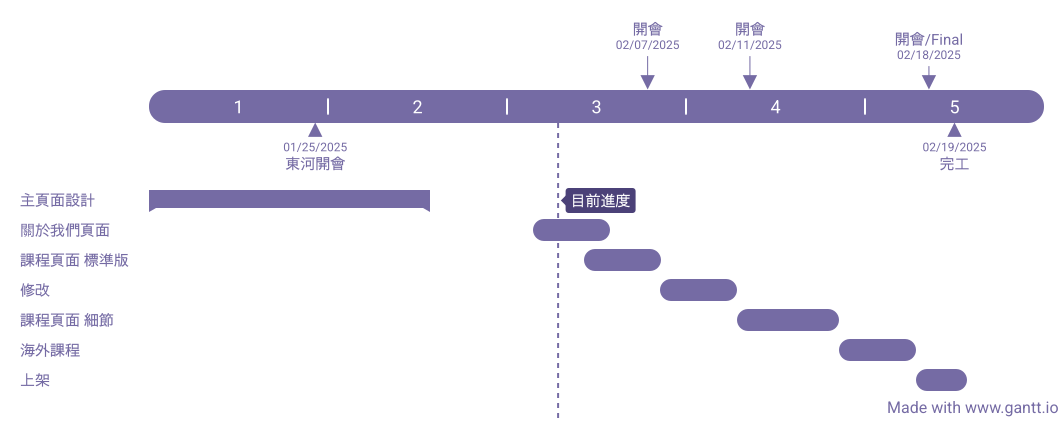 開會
02/07/2025
開會
02/11/2025
開會/Final
02/18/2025
1
2
3
4
5
01/25/2025
東河開會
02/19/2025
完工
主頁面設計
目前進度
關於我們頁面
課程頁面 標準版
修改
課程頁面 細節
海外課程
上架
Made with www.gantt.io